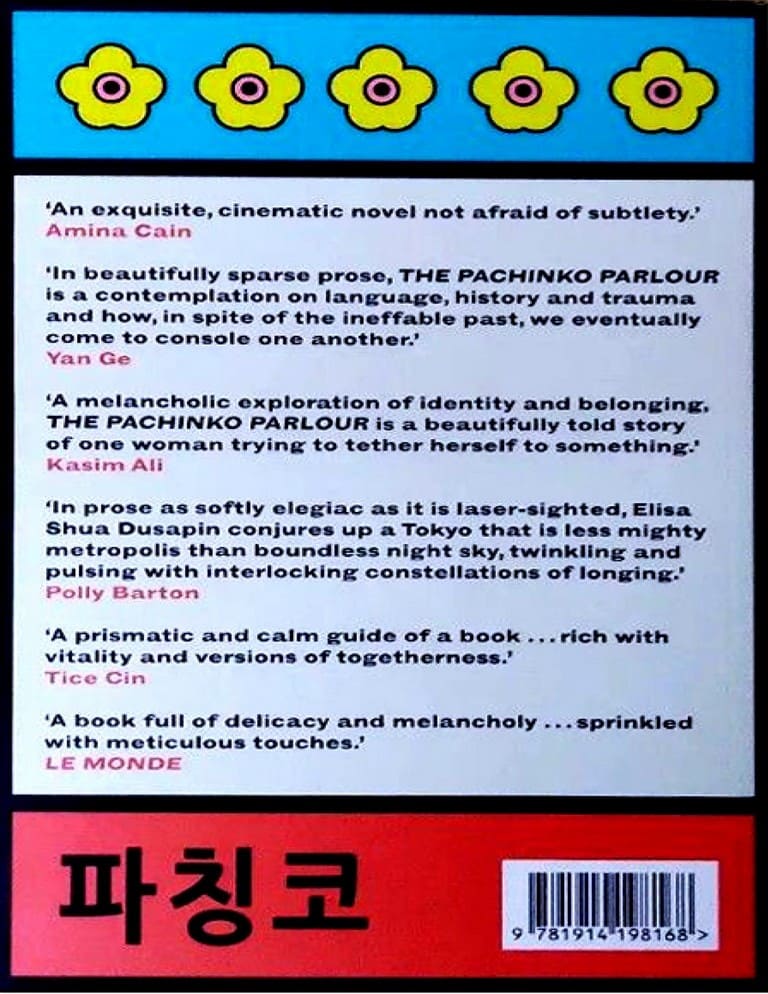 ‘An exquisite, cinematic novel not afraid of subtlety.’
Amina Cain
‘In beautifully sparse prose, THE PACHINKO PARLOUR
is a contemplation on language, history and trauma
and how, in spite of the ineffable past, we eventually
come to console one another.’
Yan Ge
‘A melancholic exploration of identity and belonging,
THE PACHINKO PARLOUR is a beautifully told story
of one woman trying to tether herself to something.’
Kasim Ali
‘In prose as softly elegiac as it is laser-sighted, Elisa
Shua Dusapin conjures up a Tokyo that is less mighty
metropolis than boundless night sky, twinkling and
pulsing with interlocking constellations of longing.’
Polly Barton
‘A prismatic and calm guide of a book ... rich with
vitality and versions of togetherness.’
Tice Cin
‘A book full of delicacy and melancholy ... sprinkled
with meticulous touches.’
LE MONDE
파칭코
9 781914 198168 >